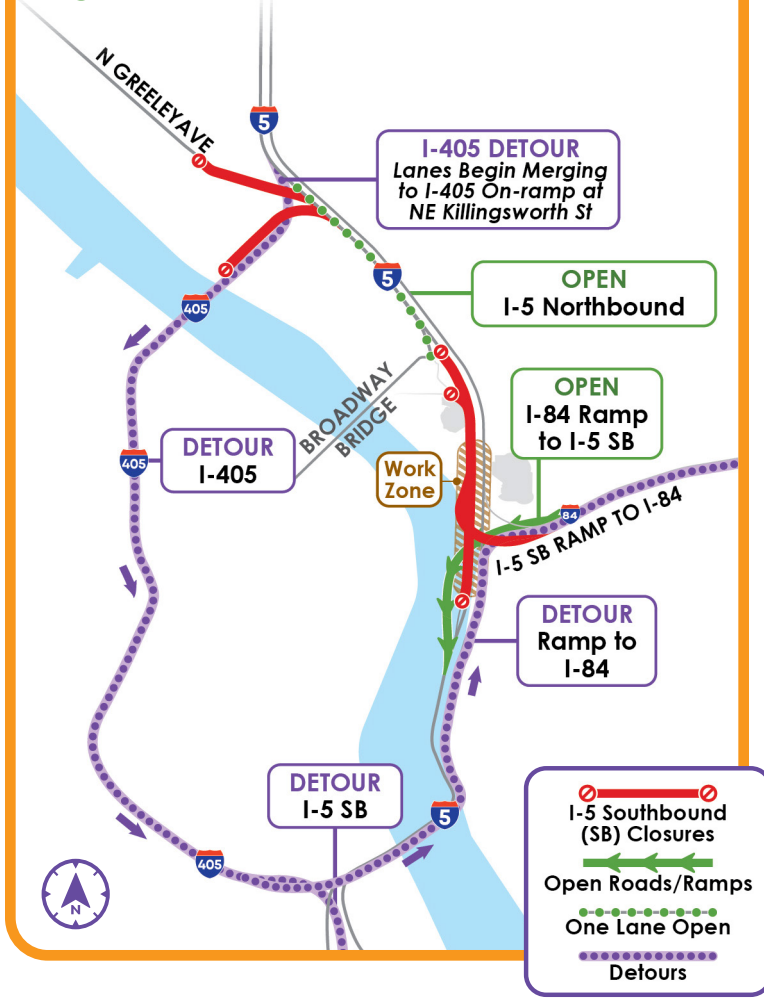 N GREELEYAVE
5
I-405 DETOUR
Lanes Begin Merging
to I-405 On-ramp at
NE Killingsworth St
5
OPEN
I-5 Northbound
405
BROADWAY
BRIDGE
OPEN
I-84 Ramp
to I-5 SB
DETOUR
I-405
405
Work
Zone
84
I-5 SB RAMP TO I-84
DETOUR
Ramp to
I-84
DETOUR
I-5 SB
5
405
N
I-5 Southbound
(SB) Closures
Open Roads/Ramps
One Lane Open
Detours